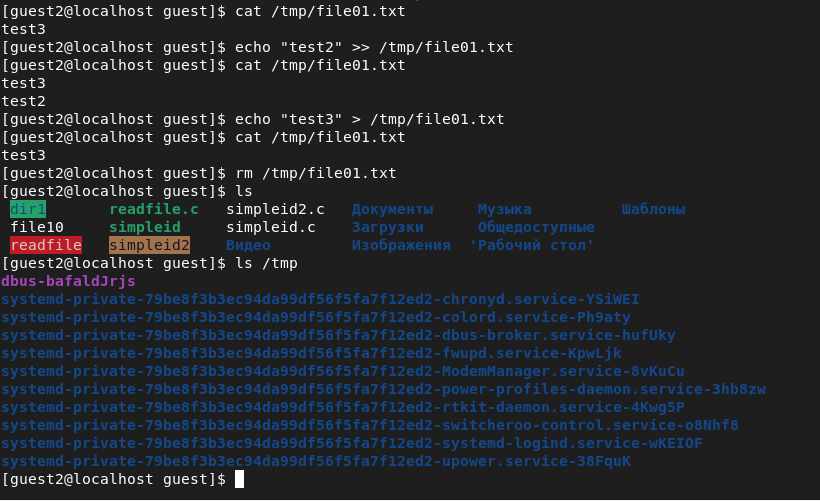 [guest2@localhost guest]$ cat /tmp/file01.txt
test3
[guest2@localhost guest]$ echo "test2" >> /tmp/file01.txt
[guest2@localhost guest]$ cat /tmp/file01.txt
test3
test2
[guest2@localhost guest]$ echo "test3" > /tmp/file01.txt
[guest2@localhost guest]$ cat /tmp/file01.txt
test3
[guest2@localhost guest]$ rm /tmp/file01.txt
[guest2@localhost guest]$ ls
dir1 readfile.c simpleid2.c Документы Музыка Шаблоны
file10 simpleid simpleid.c Загрузки Общедоступные
readfile simpleid2 Видео Изображения 'Рабочий стол'
[guest2@localhost guest]$ ls /tmp
dbus-bafaldJrjs
systemd-private-79be8f3b3ec94da99df56f5fa7f12ed2-chronyd.service-YSiWEI
systemd-private-79be8f3b3ec94da99df56f5fa7f12ed2-colord.service-Ph9aty
systemd-private-79be8f3b3ec94da99df56f5fa7f12ed2-dbus-broker.service-hufUky
systemd-private-79be8f3b3ec94da99df56f5fa7f12ed2-fwupd.service-KpwLjk
systemd-private-79be8f3b3ec94da99df56f5fa7f12ed2-ModemManager.service-8vKuCu
systemd-private-79be8f3b3ec94da99df56f5fa7f12ed2-power-profiles-daemon.service-3hb8zw
systemd-private-79be8f3b3ec94da99df56f5fa7f12ed2-rtkit-daemon.service-4Kwg5P
systemd-private-79be8f3b3ec94da99df56f5fa7f12ed2-switcheroo-control.service-o8Nhf8
systemd-private-79be8f3b3ec94da99df56f5fa7f12ed2-systemd-logind.service-wKEIOF
systemd-private-79be8f3b3ec94da99df56f5fa7f12ed2-upower.service-38FquK
[guest2@localhost guest]$